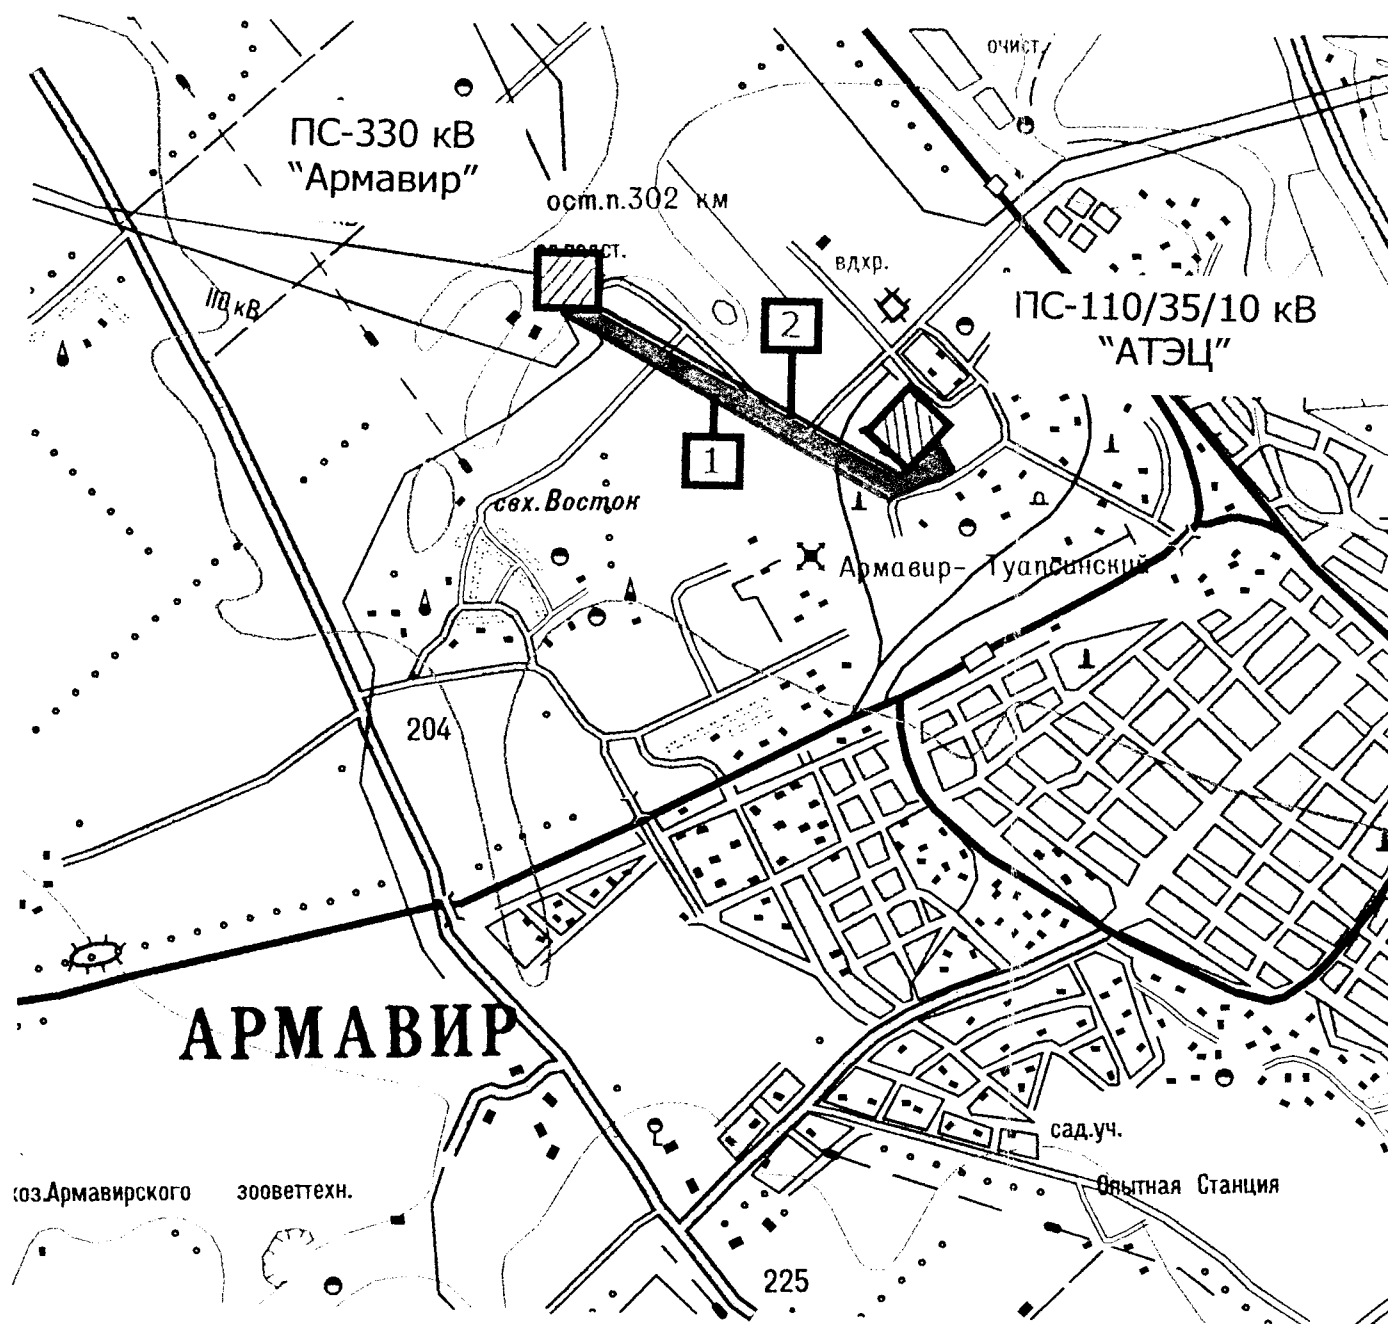 очист.
ПС-330 кВ
"Армавир"
ост.п.302 км
вдхр.
110 кВ
ПС-110/35/10 кВ
"АТЭЦ"
2
1
свх.Восток
Армавир-Туапсинский
204
АРМАВИР
сад.уч.
Армавирского зооветтехн.
Опытная Станция
225